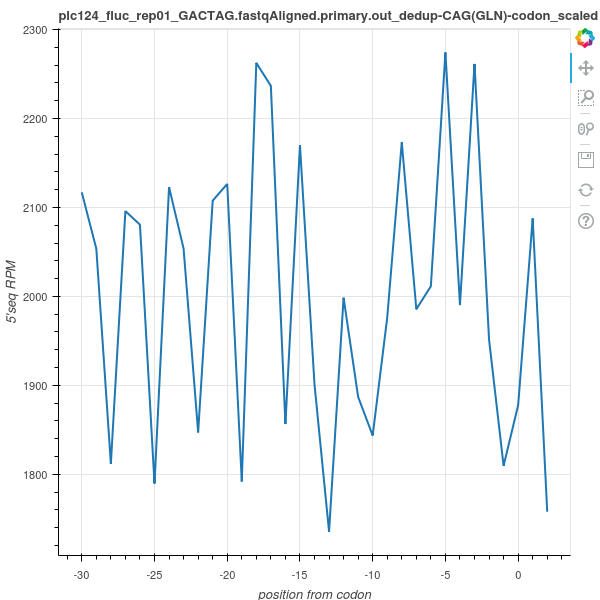 plc124_fluc_rep01_GACTAG.fastqAligned.primary.out_dedup-CAG(GLN)-codon_scaled
2300
2200
2100
2000
1900
1800
5'seq RPM
-30 -25 -20 -15 -10 -5 0
position from codon